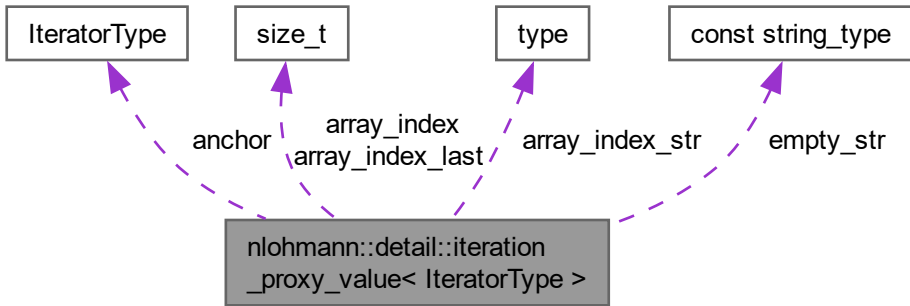 IteratorType
size_t
type
const string_type
anchor
array_index
array_index_last
array_index_str
empty_str
nlohmann::detail::iteration
_proxy_value< IteratorType >